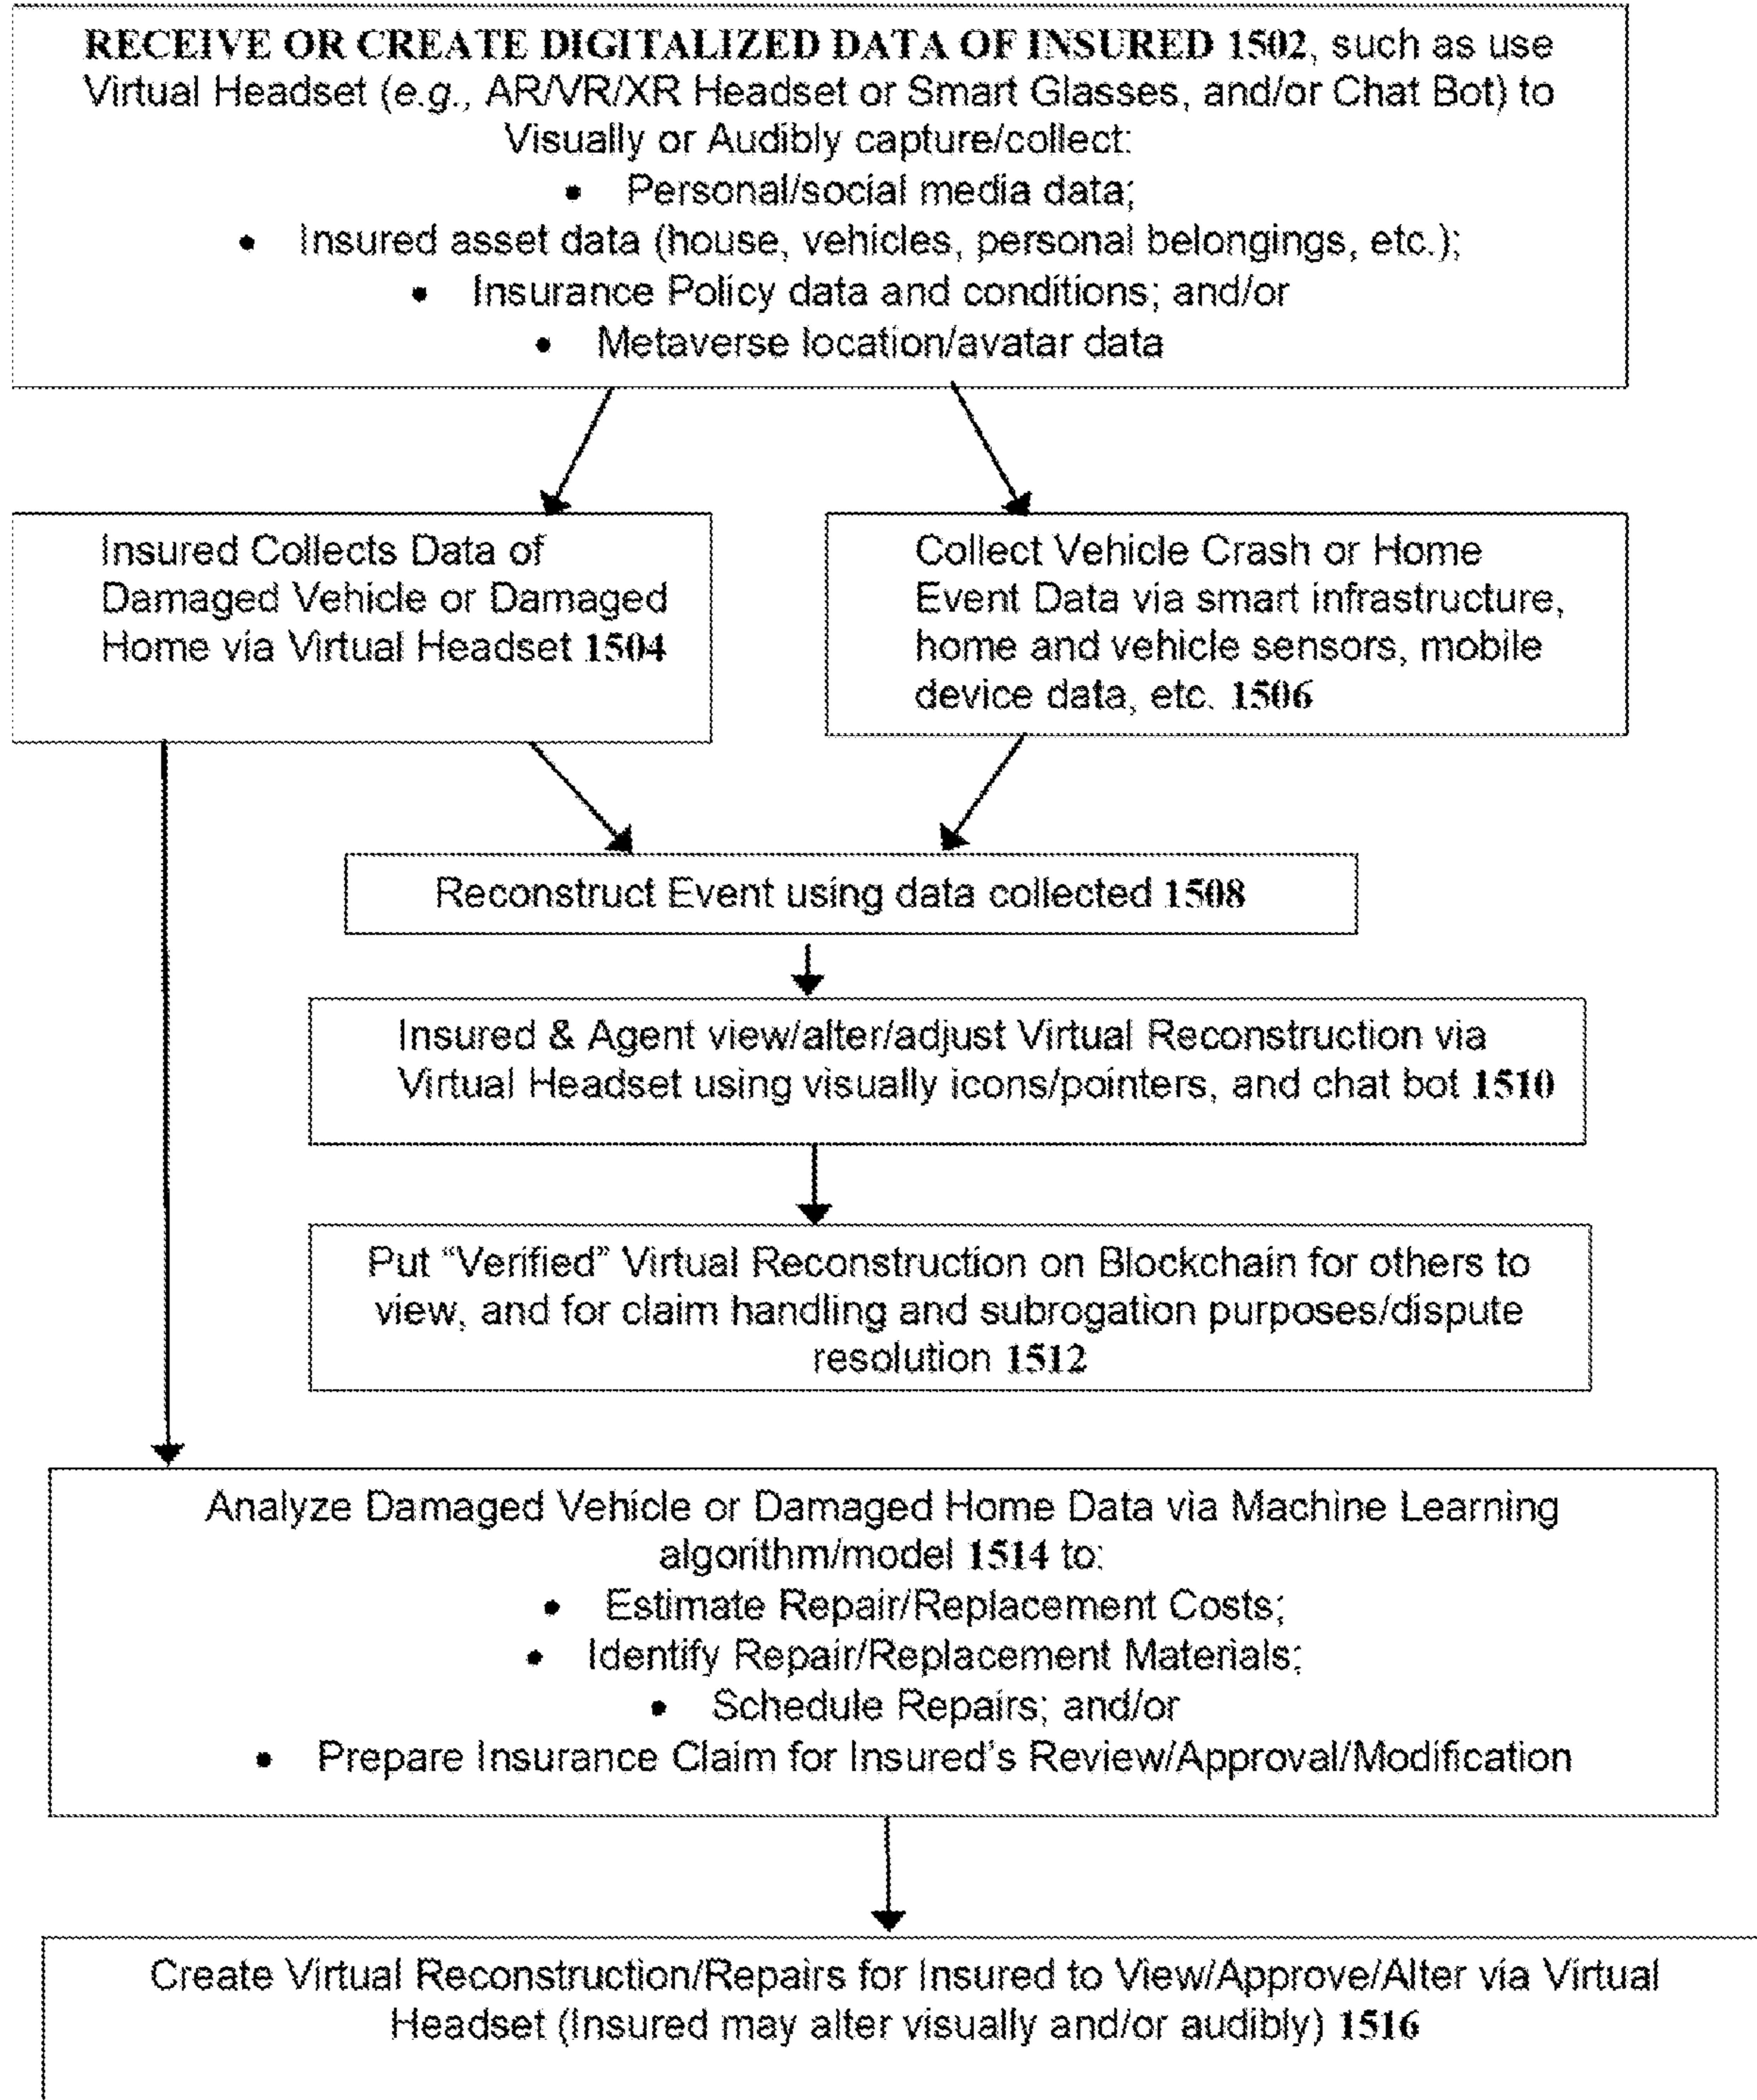 RECEIVE OR CREATE DIGITALIZED DATA OF INSURED 1502, such as use
Virtual Headset (e.g., AR/VR/XR Headset or Smart Glasses, and/or Chat Bot) to
Visually or Audibly capture/collect:
• Personal/social media data;
• Insured asset data (house, vehicles, personal belongings, etc.);
• Insurance Policy data and conditions; and/or
• Metaverse location/avatar data
Insured Collects Data of
Damaged Vehicle or Damaged
Home via Virtual Headset 1504
Collect Vehicle Crash or Home
Event Data via smart infrastructure,
home and vehicle sensors, mobile
device data, etc. 1506
Reconstruct Event using data collected 1508
Insured & Agent view/alter/adjust Virtual Reconstruction via
Virtual Headset using visually icons/pointers, and chat bot 1510
Put “Verified” Virtual Reconstruction on Blockchain for others to
view, and for claim handling and subrogation purposes/dispute
resolution 1512
Analyze Damaged Vehicle or Damaged Home Data via Machine Learning
algorithm/model 1514 to:
• Estimate Repair/Replacement Costs;
• Identify Repair/Replacement Materials;
• Schedule Repairs; and/or
• Prepare Insurance Claim for Insured’s Review/Approval/Modification
Create Virtual Reconstruction/Repairs for Insured to View/Approve/Alter via Virtual
Headset (Insured may alter visually and/or audibly) 1516